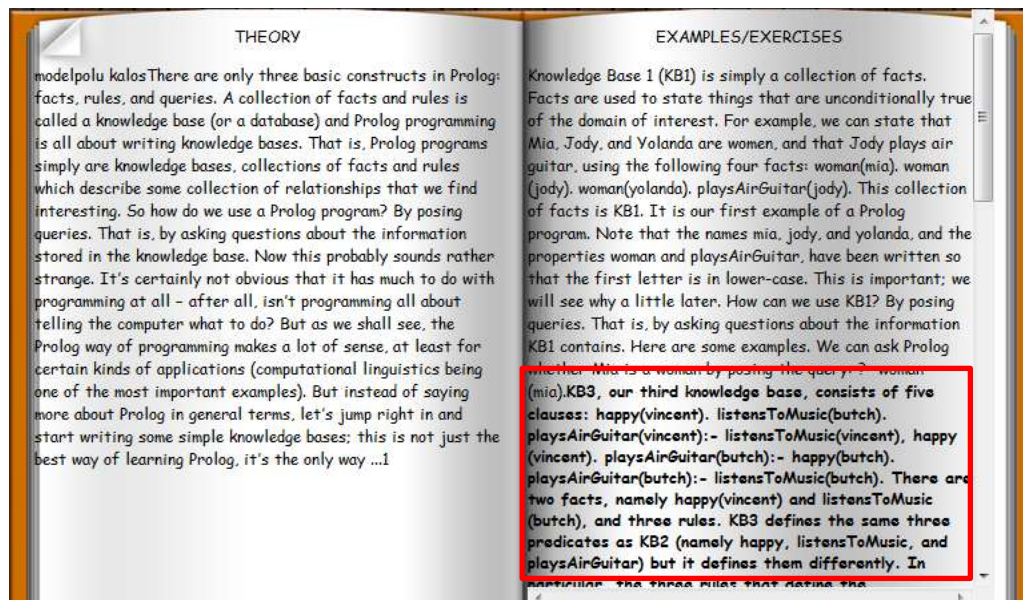 THEORY
modelpolu kalosThere are only three basic constructs in Prolog:
facts, rules, and queries. A collection of facts and rules is
called a knowledge base (or a database) and Prolog programming
is all about writing knowledge bases. That is, Prolog programs
simply are knowledge bases, collections of facts and rules
which describe some collection of relationships that we find
interesting. So how do we use a Prolog program? By posing
queries. That is, by asking questions about the information
stored in the knowledge base. Now this probably sounds rather
strange. It's certainly not obvious that it has much to do with
programming at all – after all, isn't programming all about
telling the computer what to do? But as we shall see, the
Prolog way of programming makes a lot of sense, at least for
certain kinds of applications (computational linguistics being
one of the most important examples). But instead of saying
more about Prolog in general terms, let's jump right in and
start writing some simple knowledge bases; this is not just the
best way of learning Prolog, it's the only way ...1
EXAMPLES/EXERCISES
Knowledge Base 1 (KB1) is simply a collection of facts.
Facts are used to state things that are unconditionally true
of the domain of interest. For example, we can state that
Mia, Jody, and Yolanda are women, and that Jody plays air
guitar, using the following four facts: woman(mia). woman
(jody). woman(yolanda). playsAirGuitar(jody). This collection
of facts is KB1. It is our first example of a Prolog
program. Note that the names mia, jody, and yolanda, and the
properties woman and playsAirGuitar, have been written so
that the first letter is in lower-case. This is important; we
will see why a little later. How can we use KB1? By posing
queries. That is, by asking questions about the information
KB1 contains. Here are some examples. We can ask Prolog
whether Mia is a woman by posing the query: ?- woman
(mia).KB3, our third knowledge base, consists of five
clauses: happy(vincent). listensToMusic(butch).
playsAirGuitar(vincent):- listensToMusic(vincent), happy
(vincent). playsAirGuitar(butch):- happy(butch).
playsAirGuitar(butch):- listensToMusic(butch). There are
two facts, namely happy(vincent) and listensToMusic
(butch), and three rules. KB3 defines the same three
predicates as KB2 (namely happy, listensToMusic, and
playsAirGuitar) but it defines them differently. In
particular, the three rules that define the